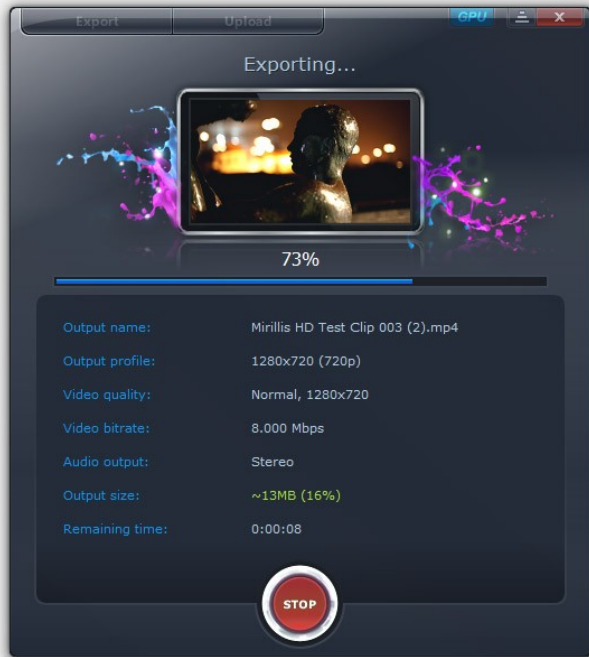 Export Upload GPU X
Exporting...
73%
Output name: Mirillis HD Test Clip 003 (2).mp4
Output profile: 1280x720 (720p)
Video quality: Normal, 1280x720
Video bitrate: 8.000 Mbps
Audio output: Stereo
Output size: ~13MB (16%)
Remaining time: 0:00:08
STOP